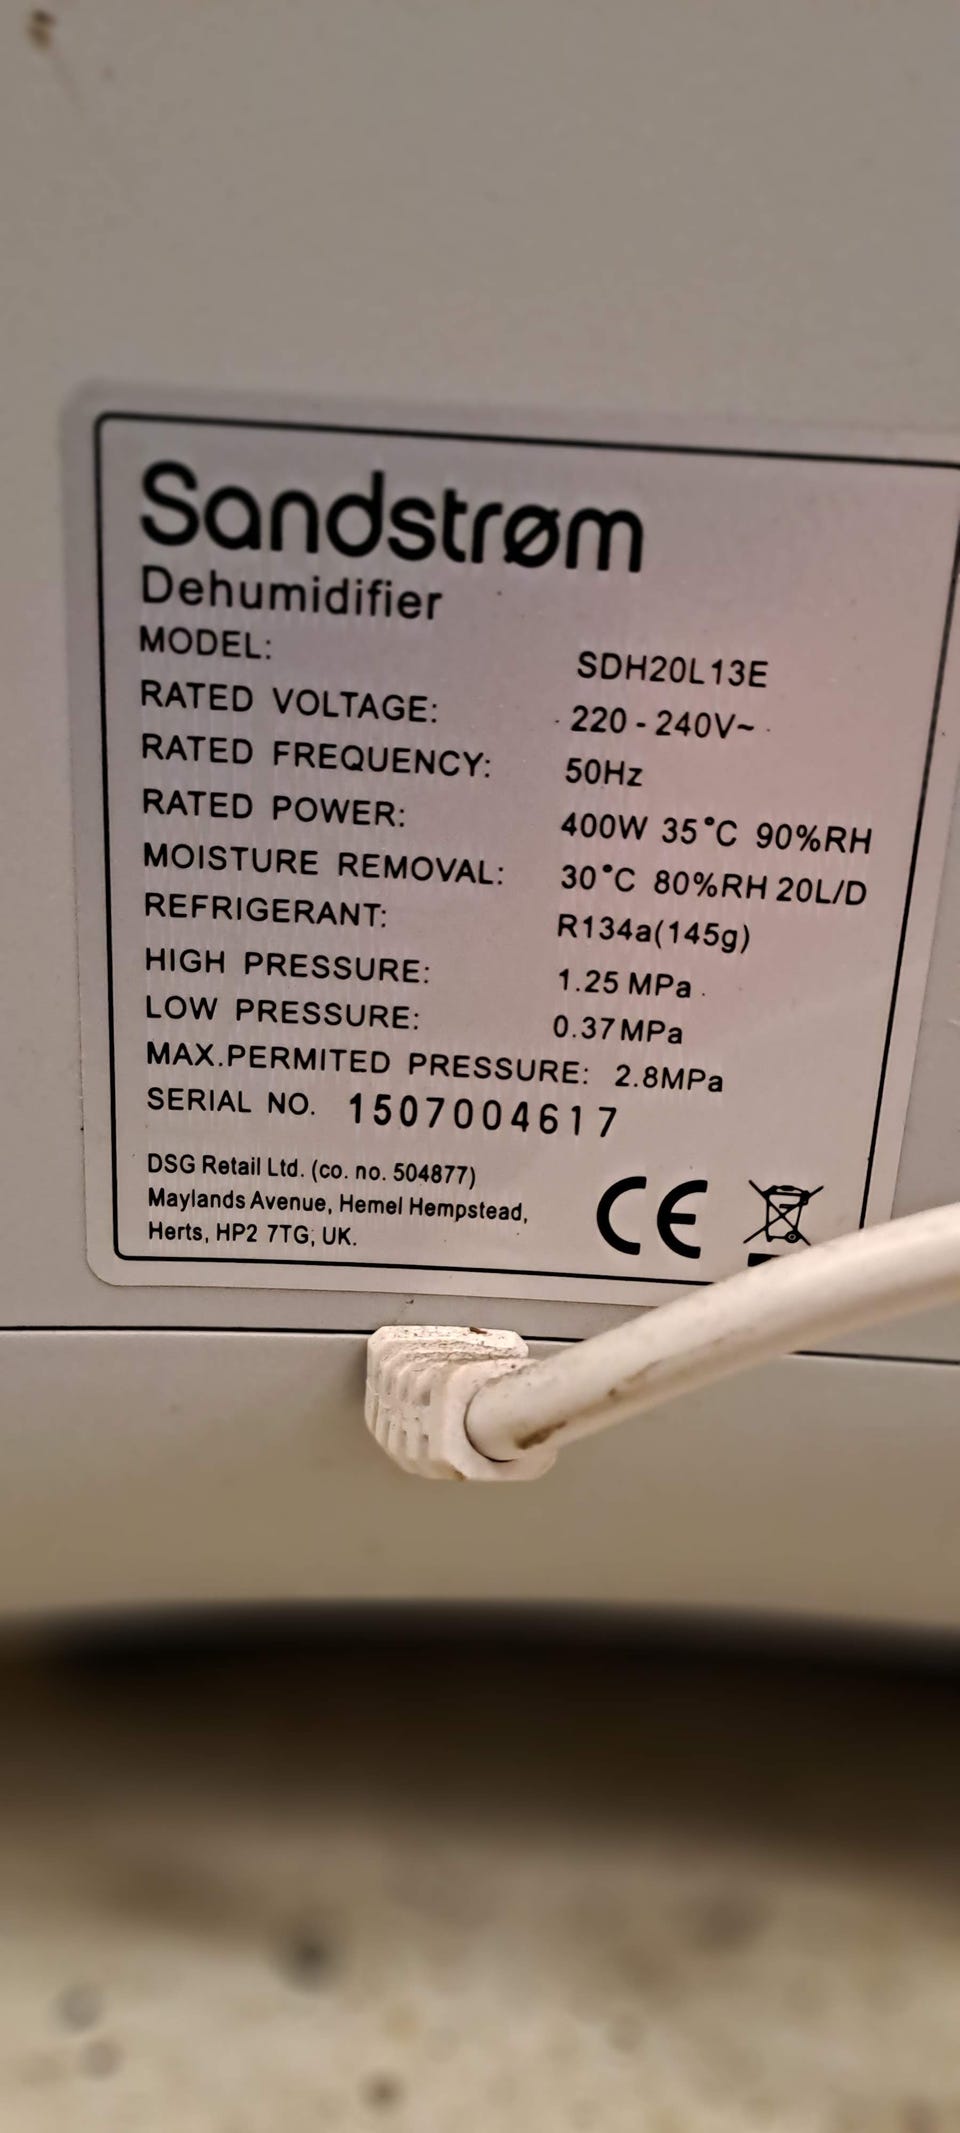 Sandstrøm
Dehumidifier
MODEL: SDH20L13E
RATED VOLTAGE: 220 - 240V~
RATED FREQUENCY: 50Hz
RATED POWER: 400W 35°C 90%RH
MOISTURE REMOVAL: 30°C 80%RH 20L/D
REFRIGERANT: R134a(145g)
HIGH PRESSURE: 1.25 MPa
LOW PRESSURE: 0.37MPa
MAX.PERMITED PRESSURE: 2.8MPa
SERIAL NO. 1507004617
DSG Retail Ltd. (co. no. 504877)
Maylands Avenue, Hemel Hempstead,
Herts, HP2 7TG, UK.
CE